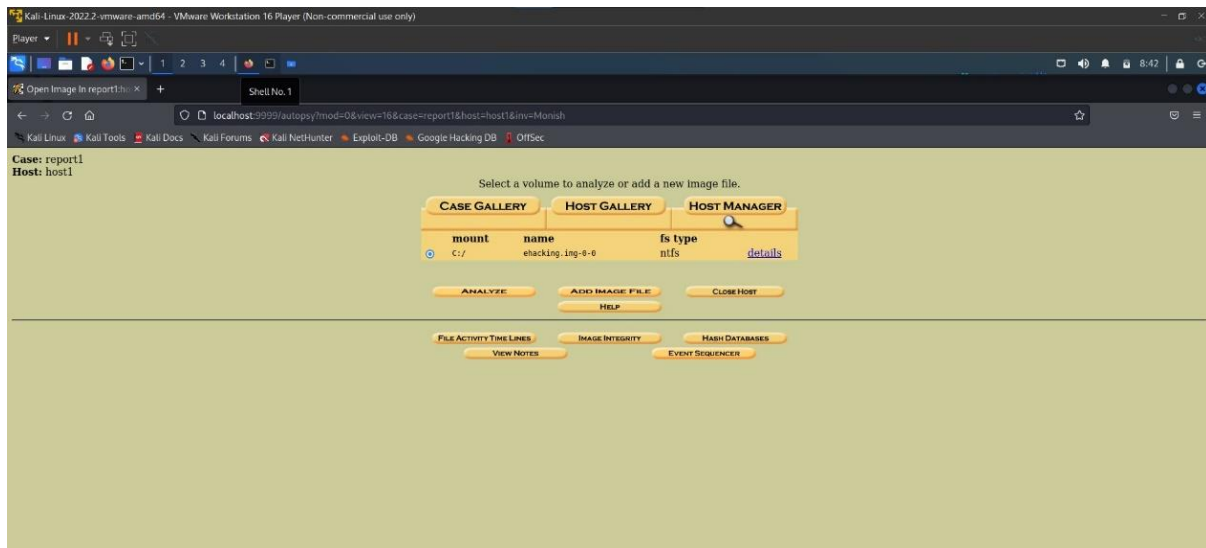 Kali-Linux-2022.2-vmware-amd64 - VMware Workstation 16 Player (Non-commercial use only)
Player
1 2 3 4 8:42
Open Image In report1:ho
Shell No. 1
localhost:9999/autopsy?mod=0&view=16&case=report1&host=host1&inv=Monish
Kali Linux Kali Tools Kali Docs Kali Forums Kali NetHunter Exploit-DB Google Hacking DB OffSec
Case: report1
Host: host1
Select a volume to analyze or add a new image file.
CASE GALLERY HOST GALLERY HOST MANAGER
mount name fs type
C:/ ehacking.img-0-0 ntfs details
ANALYZE ADD IMAGE FILE CLOSE HOST
HELP
FILE ACTIVITY TIME LINES IMAGE INTEGRITY HASH DATABASES
VIEW NOTES EVENT SEQUENCER